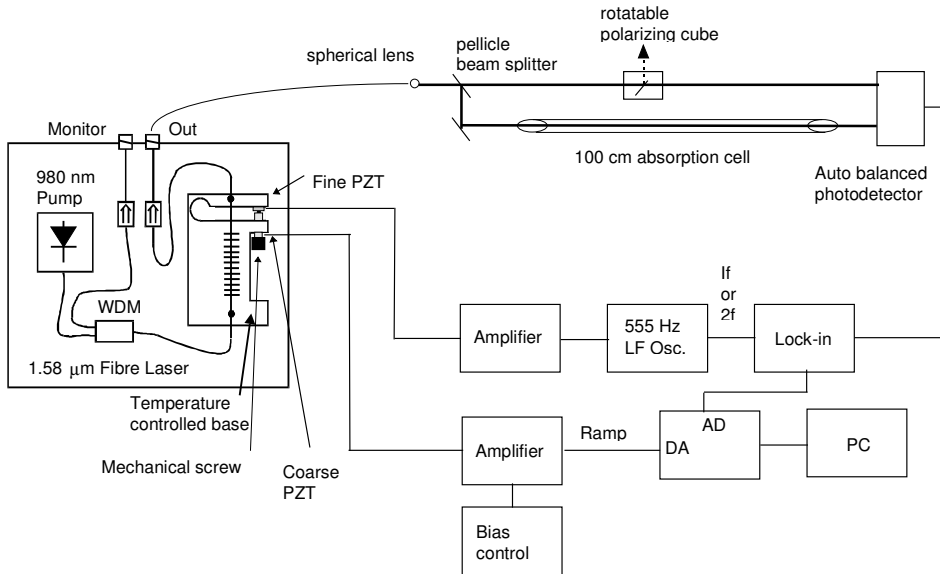 rotatable
polarizing cube
pellicle
beam splitter
spherical lens
Monitor
Out
100 cm absorption cell
Auto balanced
photodetector
980 nm
Pump
Fine PZT
WDM
1.58 μm Fibre Laser
If
or
2f
Amplifier
555 Hz
LF Osc.
Lock-in
Temperature
controlled base
Mechanical screw
Coarse
PZT
Amplifier
Ramp
DA
AD
PC
Bias
control